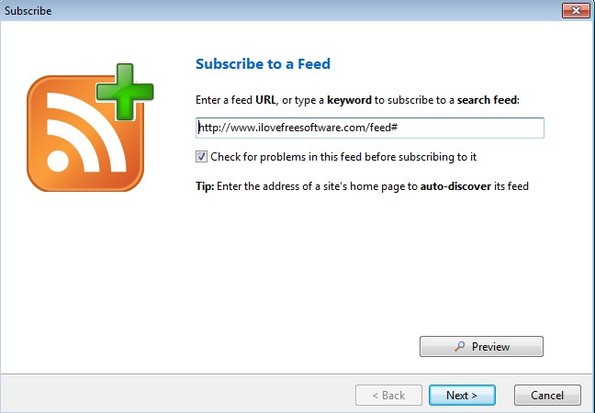 Subscribe
Subscribe to a Feed
Enter a feed URL, or type a keyword to subscribe to a search feed:
http://www.ilovefreesoftware.com/feed#
Check for problems in this feed before subscribing to it
Tip: Enter the address of a site's home page to auto-discover its feed
Preview
< Back
Next >
Cancel